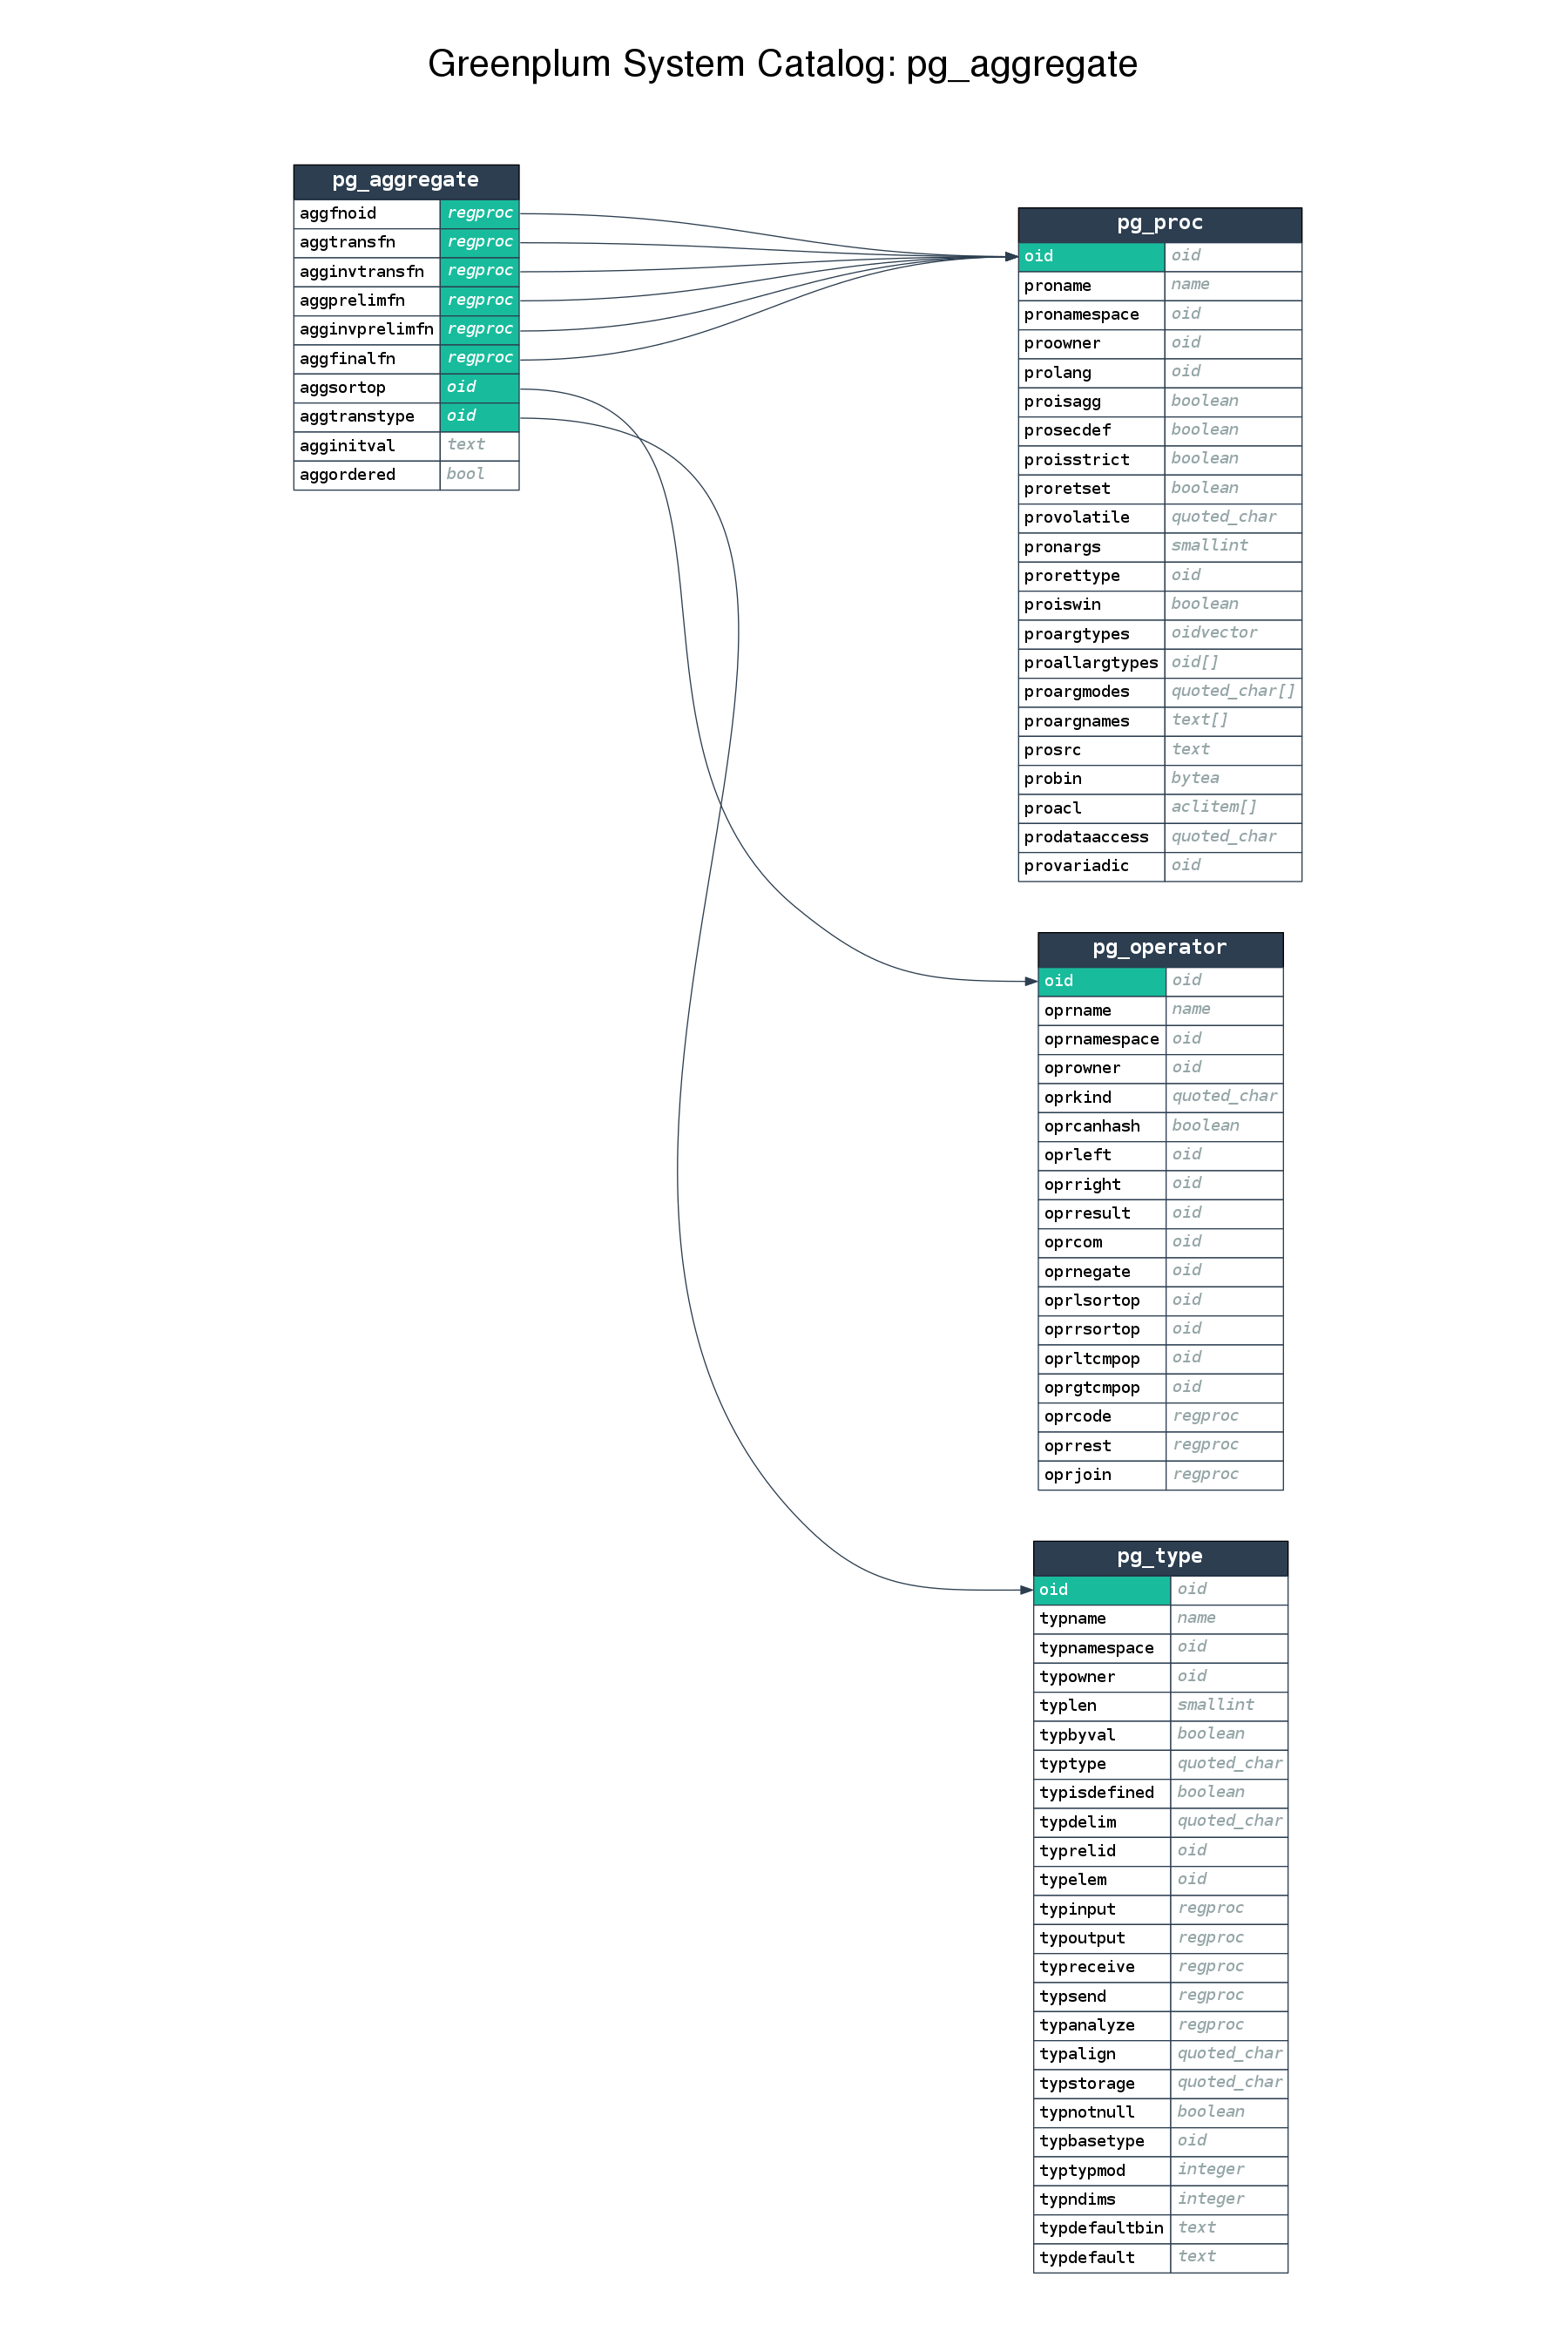 Greenplum System Catalog: pg_aggregate
pg_aggregate
aggfnoid regproc
aggtransfn regproc
agginvtransfn regproc
aggprelimfn regproc
agginvprelimfn regproc
aggfinalfn regproc
aggsortop oid
aggtranstype oid
agginitval text
aggordered bool
pg_proc
oid oid
proname name
pronamespace oid
proowner oid
prolang oid
proisagg boolean
prosecdef boolean
proisstrict boolean
proretset boolean
provolatile quoted_char
pronargs smallint
prorettype oid
proiswin boolean
proargtypes oidvector
proallargtypes oid[]
proargmodes quoted_char[]
proargnames text[]
prosrc text
probin bytea
proacl aclitem[]
prodataaccess quoted_char
provariadic oid
pg_operator
oid oid
oprname name
oprnamespace oid
oprowner oid
oprkind quoted_char
oprcanhash boolean
oprleft oid
oprright oid
oprresult oid
oprcom oid
oprnegate oid
oprlsortop oid
oprrsortop oid
oprltcmpop oid
oprgtcmpop oid
oprcode regproc
oprrest regproc
oprjoin regproc
pg_type
oid oid
typname name
typnamespace oid
typowner oid
typlen smallint
typbyval boolean
typtype quoted_char
typisdefined boolean
typdelim quoted_char
typrelid oid
typelem oid
typinput regproc
typoutput regproc
typreceive regproc
typsend regproc
typanalyze regproc
typalign quoted_char
typstorage quoted_char
typnotnull boolean
typbasetype oid
typtypmod integer
typndims integer
typdefaultbin text
typdefault text